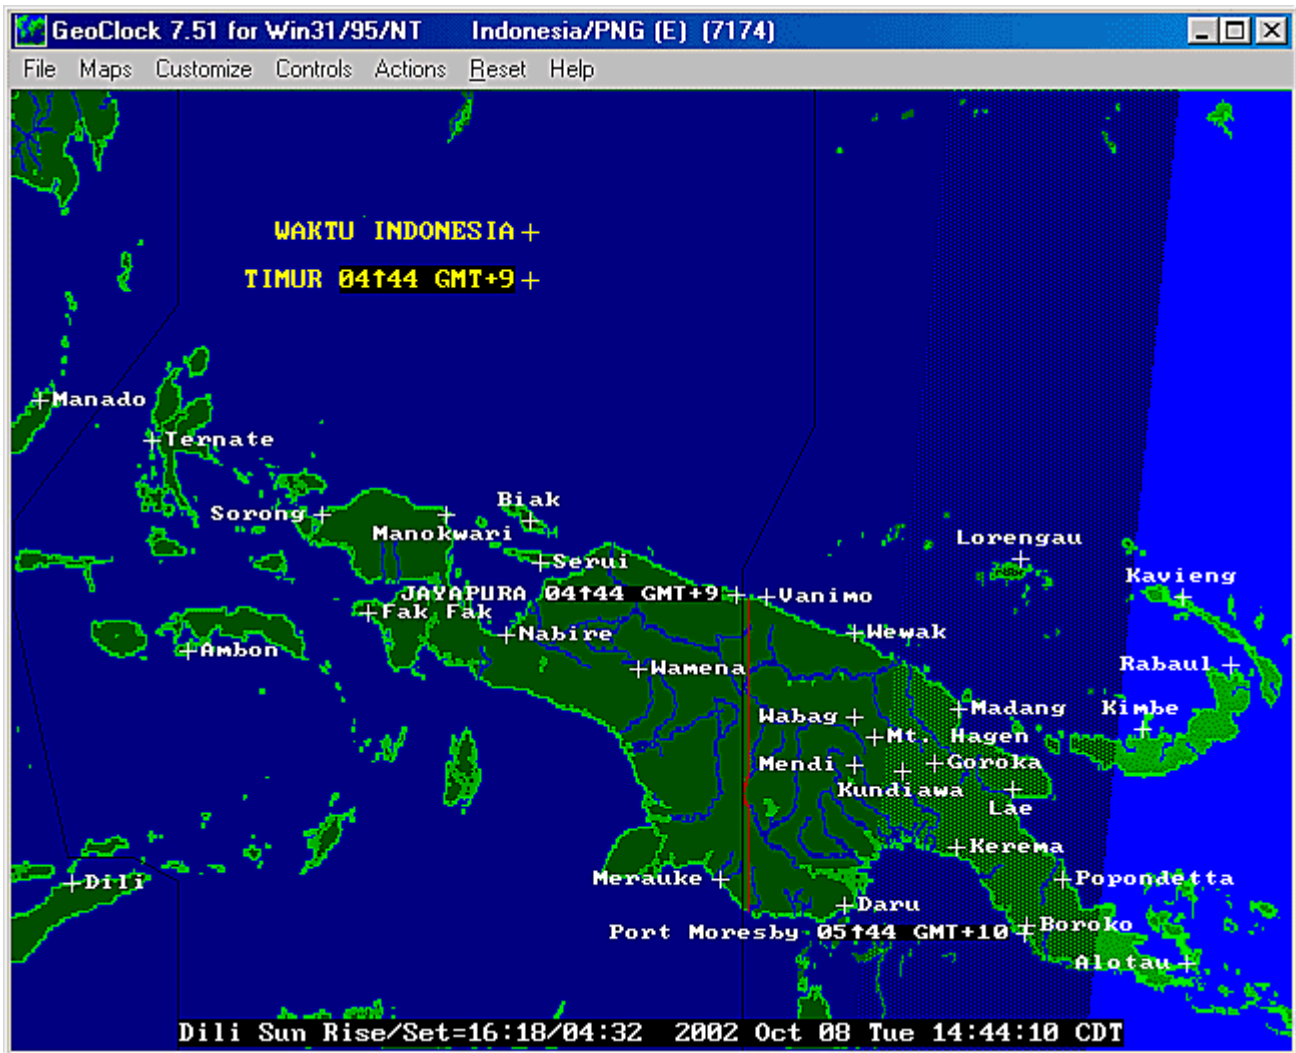 GeoClock 7.51 for Win31/95/NT Indonesia/PNG (E) (7174)
File Maps Customize Controls Actions Reset Help
WAKTU INDONESIA
TIMUR 04↑44 GMT+9
Manado
Ternate
Biak
Sorong
Manokwari
Lorengau
Serui
Kavieng
JAYAPURA 04↑44 GMT+9
Vanimo
Fak Fak
Nabire
Wewak
Ambon
Wamena
Rabaul
Wabag
Madang
Kimbe
Mt. Hagen
Mendi
Goroka
Kundiawa
Lae
Kerema
Merauke
Popondetta
Dili
Daru
Boroko
Port Moresby 05↑44 GMT+10
Alotau
Dili Sun Rise/Set=16:18/04:32 2002 Oct 08 Tue 14:44:10 CDT